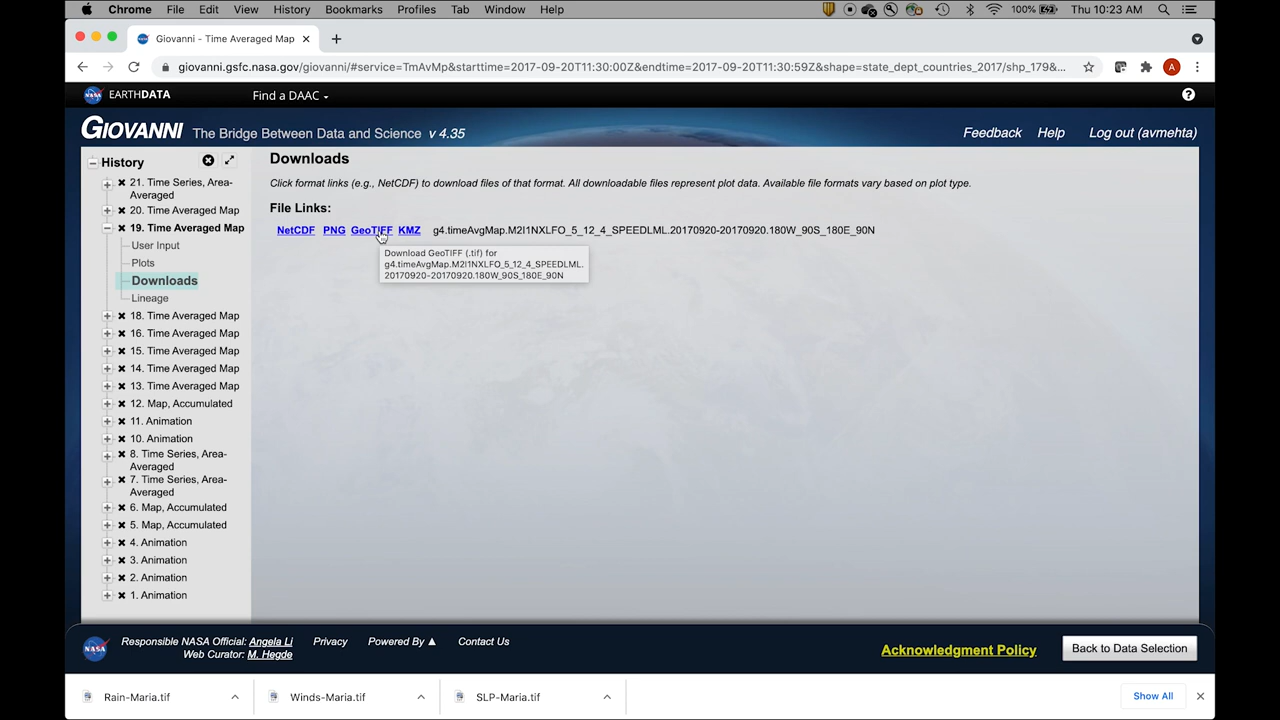 Chrome File Edit View History Bookmarks Profiles Tab Window Help 100% Thu 10:23 AM
Giovanni - Time Averaged Map
giovanni.gsfc.nasa.gov/giovanni/#service=TmAvMp&starttime=2017-09-20T11:30:00Z&endtime=2017-09-20T11:30:59Z&shape=state_dept_countries_2017/shp_179&... A
NASA EARTHDATA Find a DAAC ?
GIOVANNI The Bridge Between Data and Science v 4.35 Feedback Help Log out (avmehta)
History
21. Time Series, Area-
Averaged
20. Time Averaged Map
19. Time Averaged Map
User Input
Plots
Downloads
Lineage
18. Time Averaged Map
16. Time Averaged Map
15. Time Averaged Map
14. Time Averaged Map
13. Time Averaged Map
12. Map, Accumulated
11. Animation
10. Animation
8. Time Series, Area-
Averaged
7. Time Series, Area-
Averaged
6. Map, Accumulated
5. Map, Accumulated
4. Animation
3. Animation
2. Animation
1. Animation
Downloads
Click format links (e.g., NetCDF) to download files of that format. All downloadable files represent plot data. Available file formats vary based on plot type.
File Links:
NetCDF PNG GeoTIFF KMZ g4.timeAvgMap.M2I1NXLFO_5_12_4_SPEEDLML.20170920-20170920.180W_90S_180E_90N
Download GeoTIFF (.tif) for
g4.timeAvgMap.M2I1NXLFO_5_12_4_SPEEDLML.
20170920-20170920.180W_90S_180E_90N
NASA Responsible NASA Official: Angela Li Privacy Powered By ▲ Contact Us
Web Curator: M. Hegde
Acknowledgment Policy Back to Data Selection
Rain-Maria.tif Winds-Maria.tif SLP-Maria.tif Show All